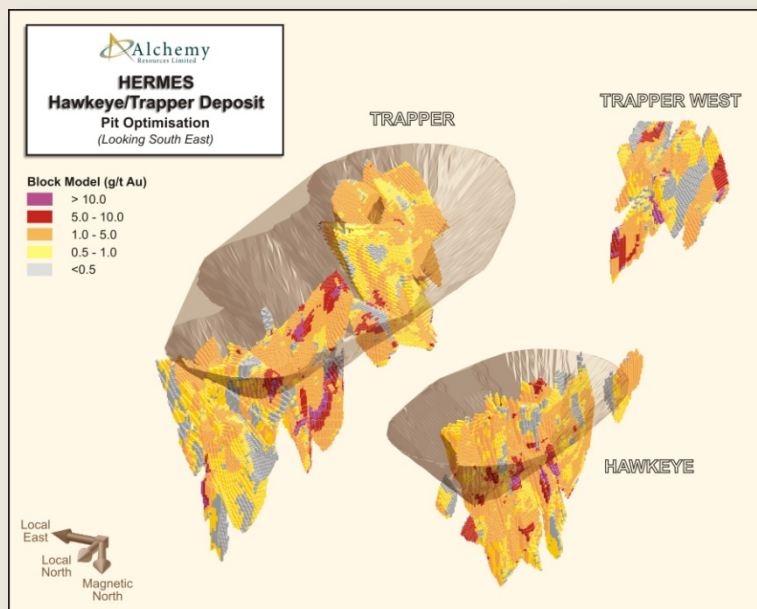 Alchemy
Resources Limited
HERMES
Hawkeye/Trapper Deposit
Pit Optimisation
(Looking South East)
TRAPPER
TRAPPER WEST
Block Model (g/t Au)
> 10.0
5.0 - 10.0
1.0 - 5.0
0.5 - 1.0
<0.5
HAWKEYE
Local
East
Local
North
Magnetic
North